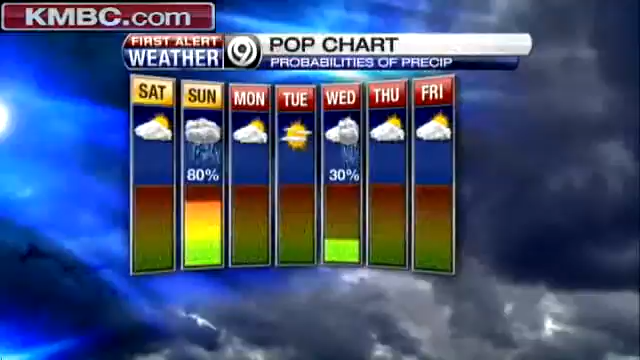 KMBC.com
FIRST ALERT
WEATHER
9
POP CHART
PROBABILITIES OF PRECIP
SAT SUN MON TUE WED THU FRI
80% 30%